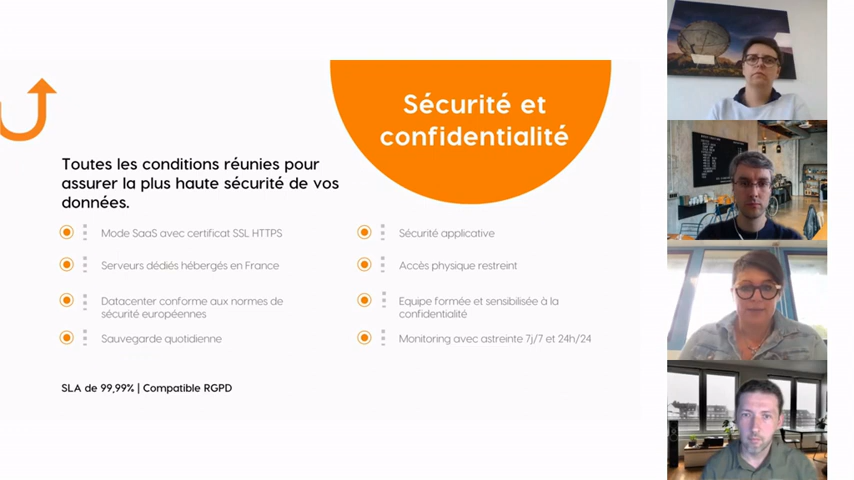 Sécurité et
confidentialité
Toutes les conditions réunies pour
assurer la plus haute sécurité de vos
données.
Mode SaaS avec certificat SSL HTTPS
Serveurs dédiés hébergés en France
Datacenter conforme aux normes de
sécurité européennes
Sauvegarde quotidienne
Sécurité applicative
Accès physique restreint
Equipe formée et sensibilisée à la
confidentialité
Monitoring avec astreinte 7j/7 et 24h/24
SLA de 99,99% | Compatible RGPD